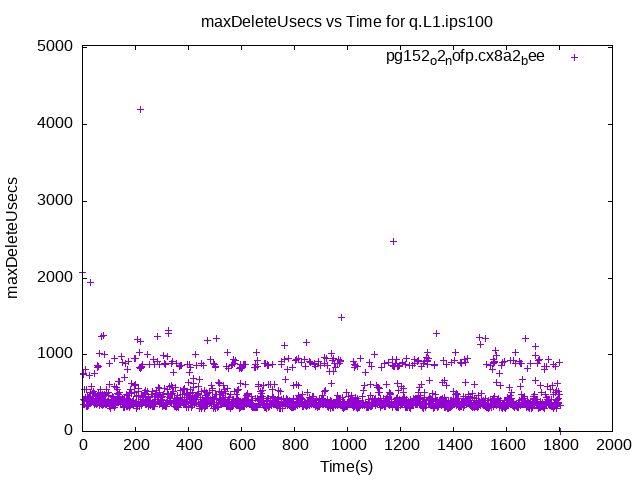 maxDeleteUsecs vs Time for q.L1.ips100
pg152o2nofp.cx8a2bee
5000
4000
3000
2000
1000
0
maxDeleteUsecs
0 200 400 600 800 1000 1200 1400 1600 1800 2000
Time(s)